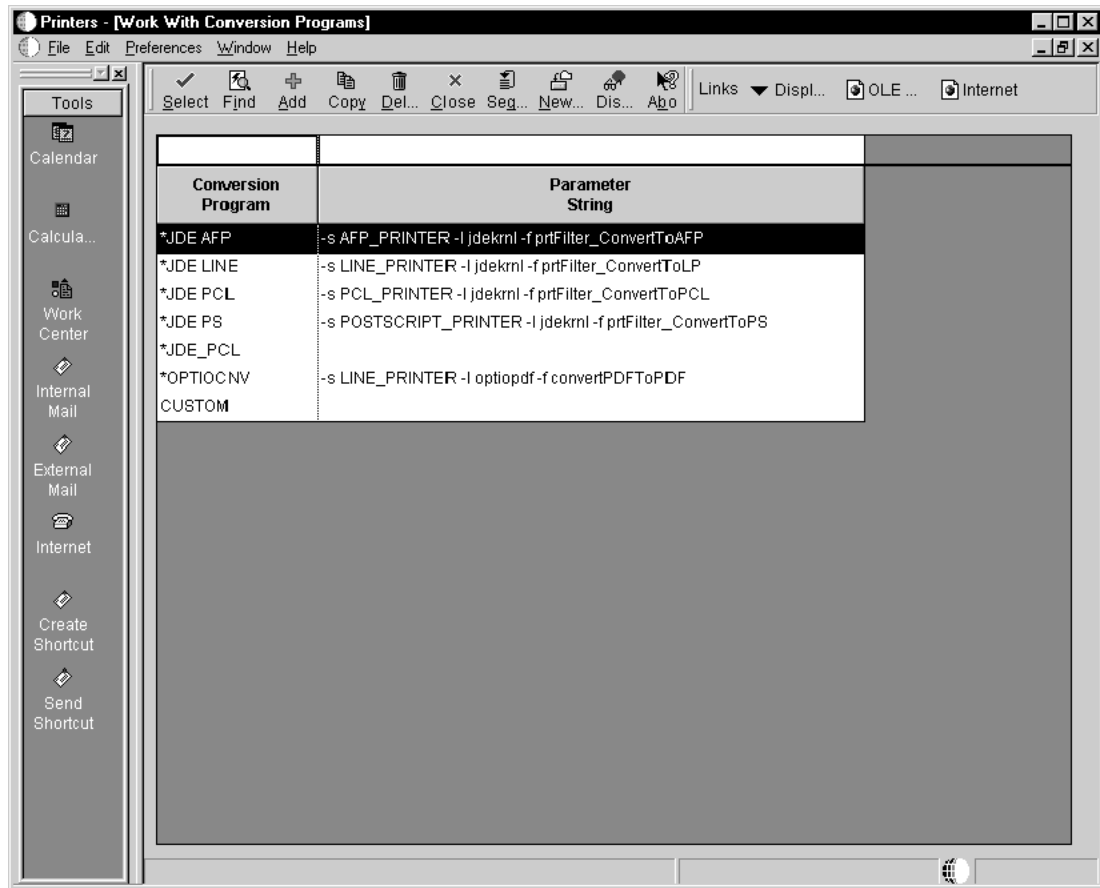 Printers - [Work With Conversion Programs]
File Edit Preferences Window Help
Select Find Add Copy Del... Close Seq... New... Dis... Abo Links Displ... OLE ... Internet
Tools
Calendar
Calcula...
Work
Center
Internal
Mail
External
Mail
Internet
Create
Shortcut
Send
Shortcut
Conversion
Program
Parameter
String
*JDE AFP -s AFP_PRINTER -l jdekrnl -f prtFilter_ConvertToAFP
*JDE LINE -s LINE_PRINTER -l jdekrnl -f prtFilter_ConvertToLP
*JDE PCL -s PCL_PRINTER -l jdekrnl -f prtFilter_ConvertToPCL
*JDE PS -s POSTSCRIPT_PRINTER -l jdekrnl -f prtFilter_ConvertToPS
*JDE_PCL
*OPTIOCNV -s LINE_PRINTER -l optiopdf -f convertPDFToPDF
CUSTOM